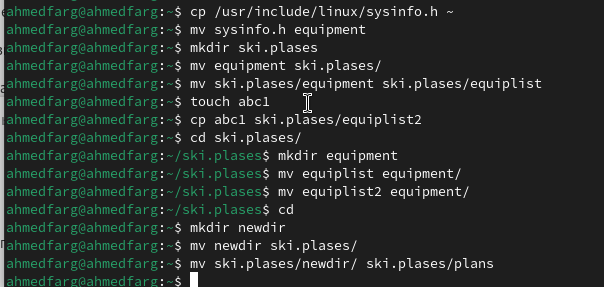 ahmedfarg@ahmedfarg:~$ cp /usr/include/linux/sysinfo.h ~
ahmedfarg@ahmedfarg:~$ mv sysinfo.h equipment
ahmedfarg@ahmedfarg:~$ mkdir ski.plases
ahmedfarg@ahmedfarg:~$ mv equipment ski.plases/
ahmedfarg@ahmedfarg:~$ mv ski.plases/equipment ski.plases/equiplist
ahmedfarg@ahmedfarg:~$ touch abc1
ahmedfarg@ahmedfarg:~$ cp abc1 ski.plases/equiplist2
ahmedfarg@ahmedfarg:~$ cd ski.plases/
ahmedfarg@ahmedfarg:~/ski.plases$ mkdir equipment
ahmedfarg@ahmedfarg:~/ski.plases$ mv equiplist equipment/
ahmedfarg@ahmedfarg:~/ski.plases$ mv equiplist2 equipment/
ahmedfarg@ahmedfarg:~/ski.plases$ cd
ahmedfarg@ahmedfarg:~$ mkdir newdir
ahmedfarg@ahmedfarg:~$ mv newdir ski.plases/
ahmedfarg@ahmedfarg:~$ mv ski.plases/newdir/ ski.plases/plans
ahmedfarg@ahmedfarg:~$